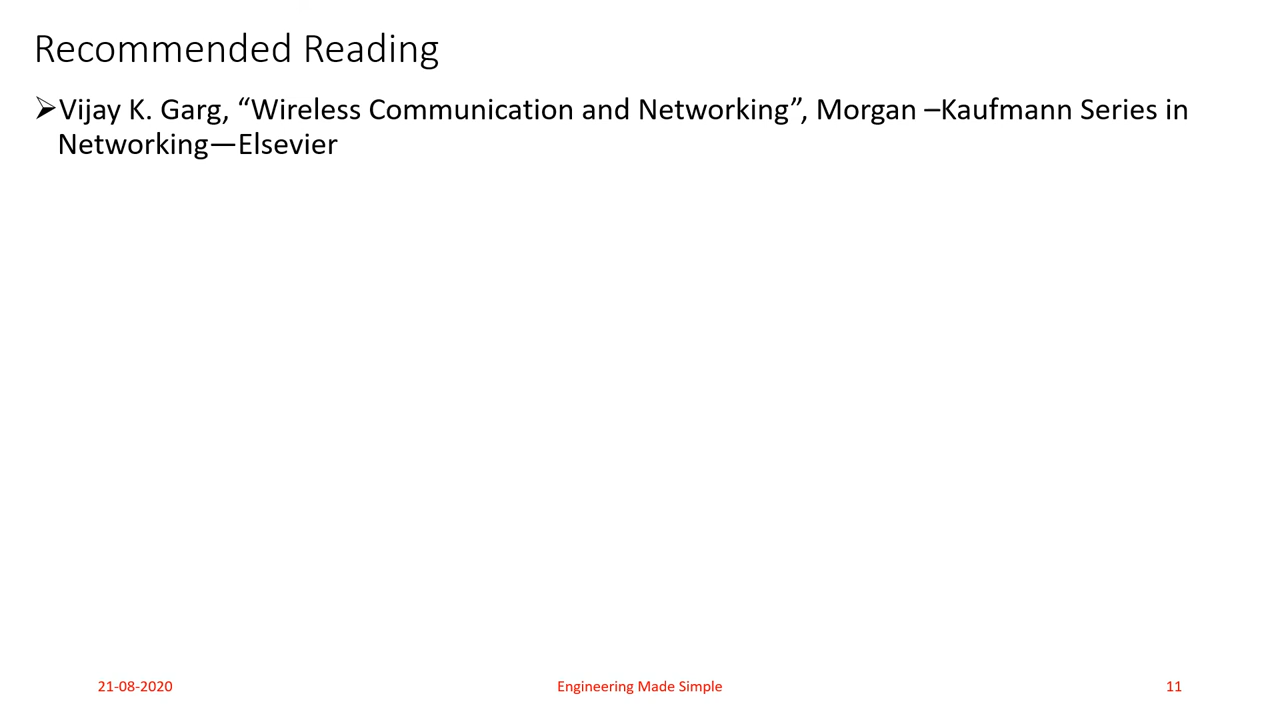 Recommended Reading
➢Vijay K. Garg, “Wireless Communication and Networking”, Morgan –Kaufmann Series in
Networking—Elsevier
21-08-2020
Engineering Made Simple
11